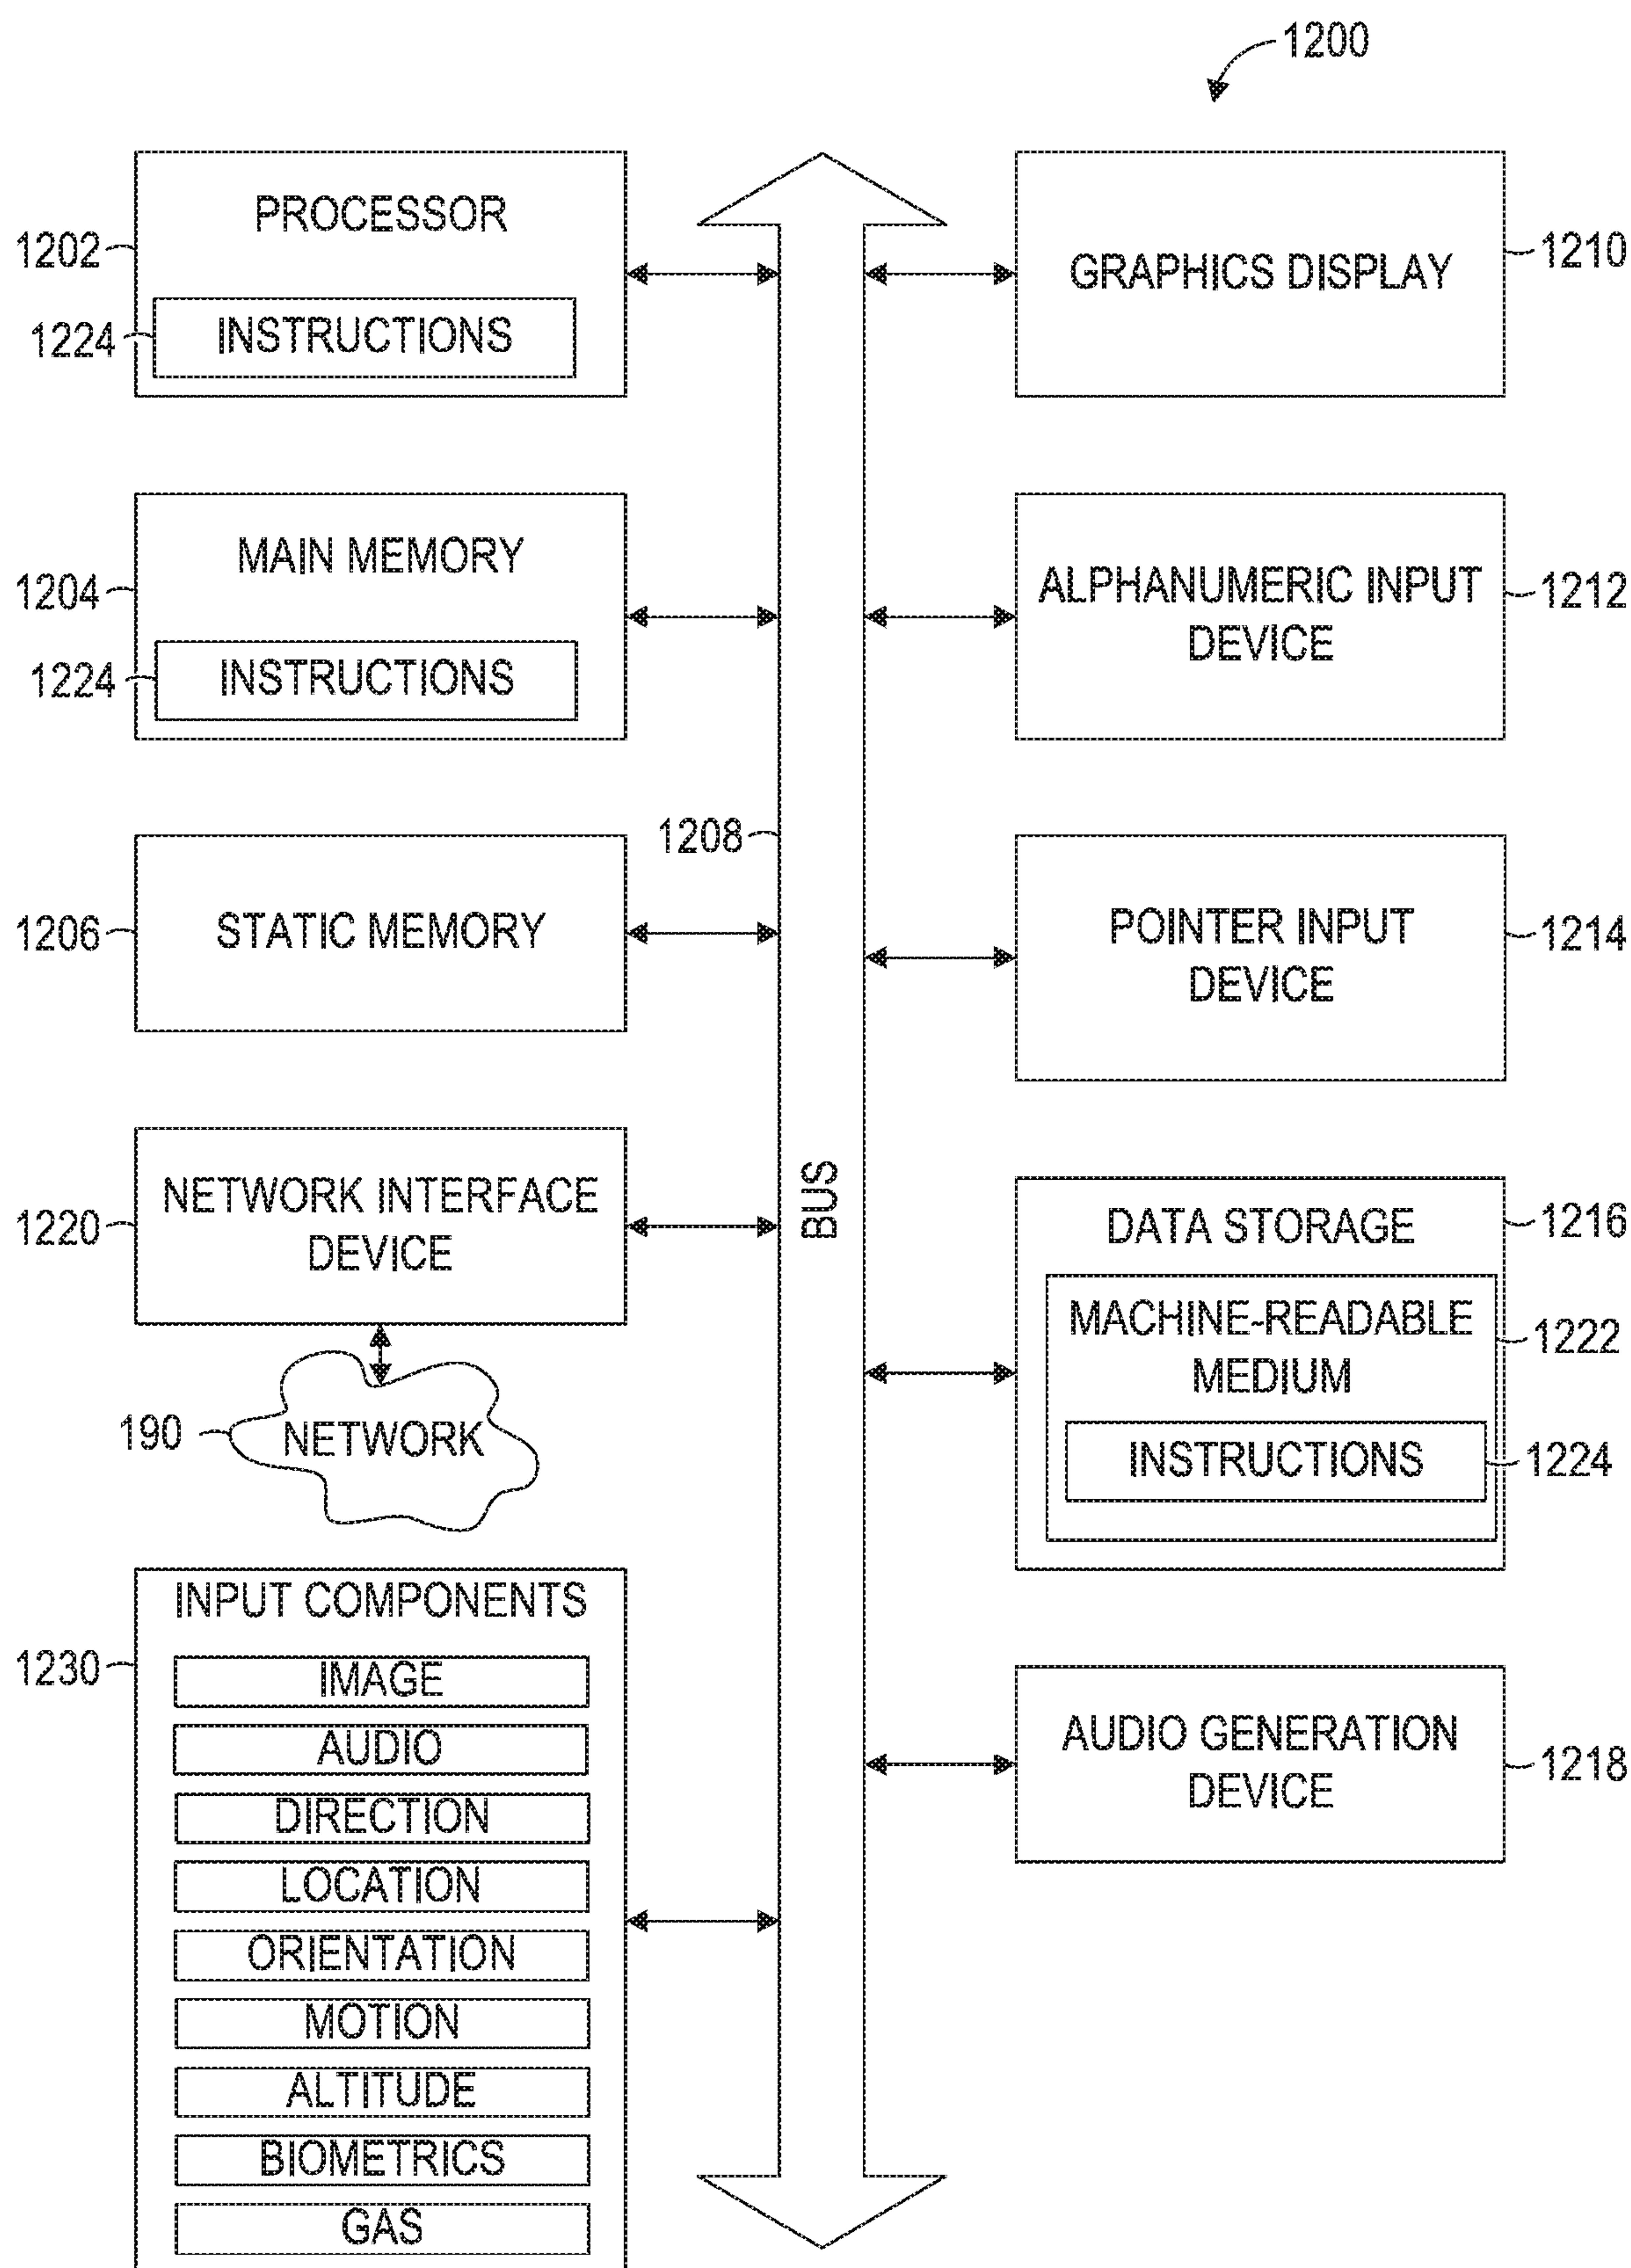 1200
PROCESSOR
1202
1224
INSTRUCTIONS
MAIN MEMORY
1204
1224
INSTRUCTIONS
1206
STATIC MEMORY
1220
NETWORK INTERFACE
DEVICE
190
NETWORK
INPUT COMPONENTS
1230
IMAGE
AUDIO
DIRECTION
LOCATION
ORIENTATION
MOTION
ALTITUDE
BIOMETRICS
GAS
1208
BUS
GRAPHICS DISPLAY
1210
ALPHANUMERIC INPUT
DEVICE
1212
POINTER INPUT
DEVICE
1214
DATA STORAGE
1216
MACHINE-READABLE
MEDIUM
1222
INSTRUCTIONS
1224
AUDIO GENERATION
DEVICE
1218